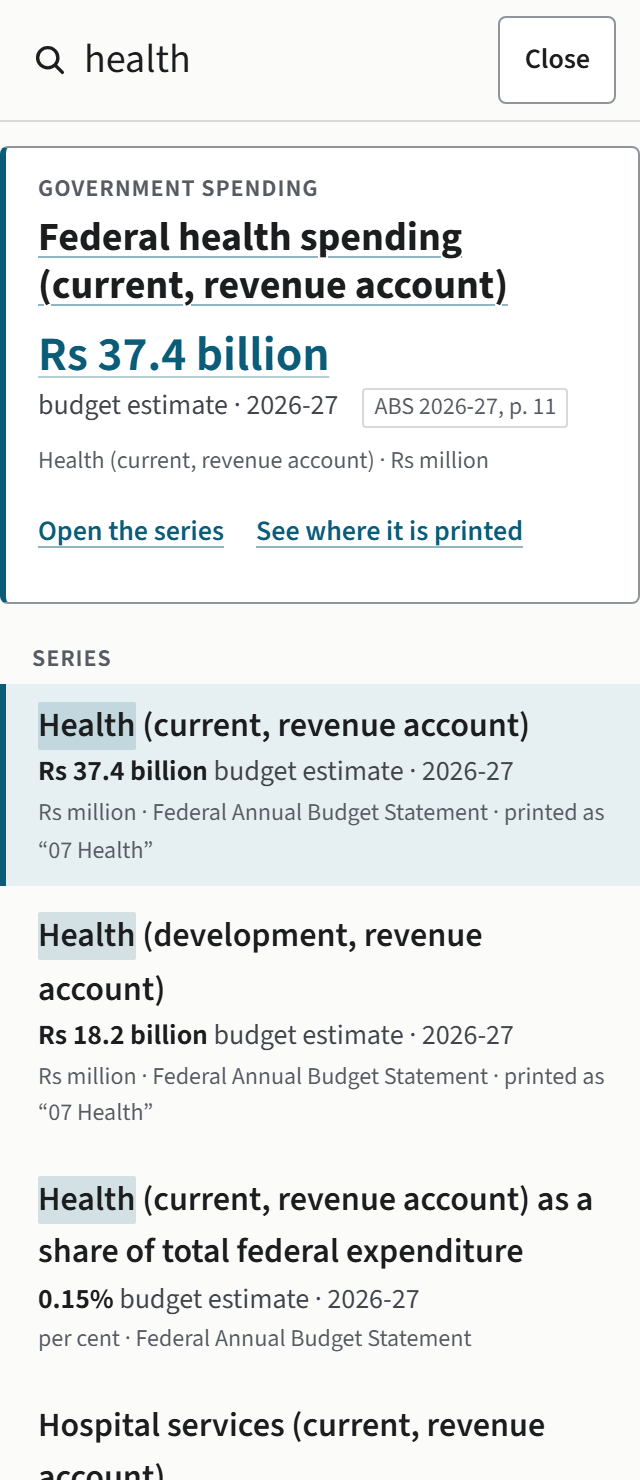 health
Close
GOVERNMENT SPENDING
Federal health spending
(current, revenue account)
Rs 37.4 billion
budget estimate · 2026-27 ABS 2026-27, p. 11
Health (current, revenue account) · Rs million
Open the series See where it is printed
SERIES
Health (current, revenue account)
Rs 37.4 billion budget estimate · 2026-27
Rs million · Federal Annual Budget Statement · printed as
“07 Health”
Health (development, revenue
account)
Rs 18.2 billion budget estimate · 2026-27
Rs million · Federal Annual Budget Statement · printed as
“07 Health”
Health (current, revenue account) as a
share of total federal expenditure
0.15% budget estimate · 2026-27
per cent · Federal Annual Budget Statement
Hospital services (current, revenue
account)